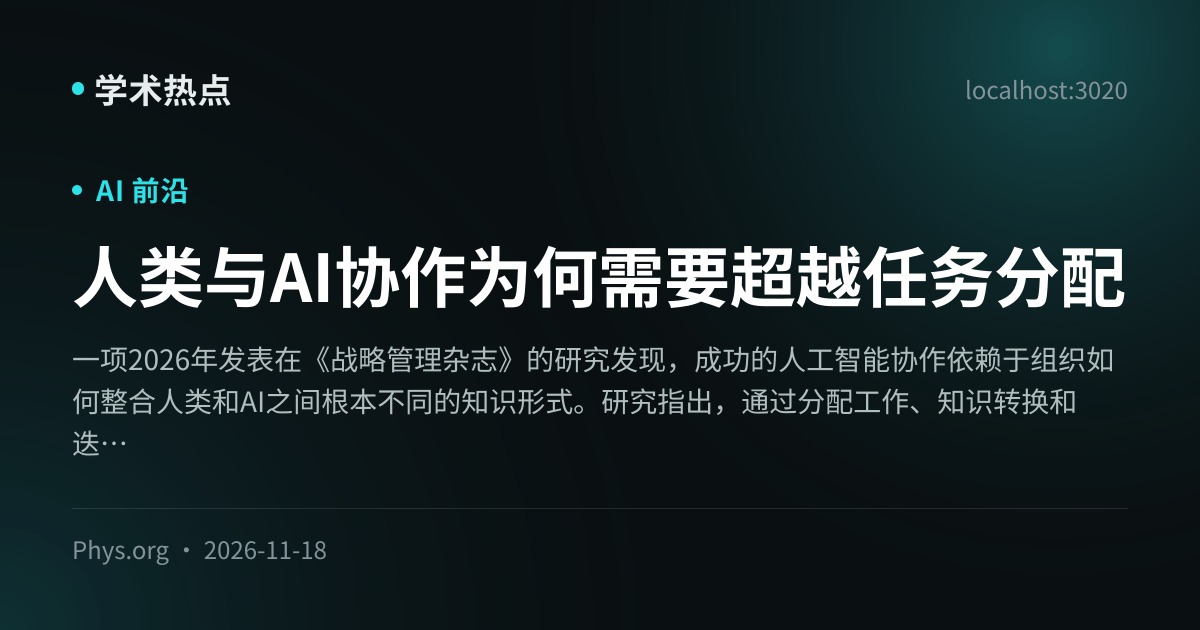 学术热点
localhost:3020
AI 前沿
人类与AI协作为何需要超越任务分配
一项2026年发表在《战略管理杂志》的研究发现，成功的人工智能协作依赖于组织如
何整合人类和AI之间根本不同的知识形式。研究指出，通过分配工作、知识转换和
迭…
Phys.org • 2026-11-18